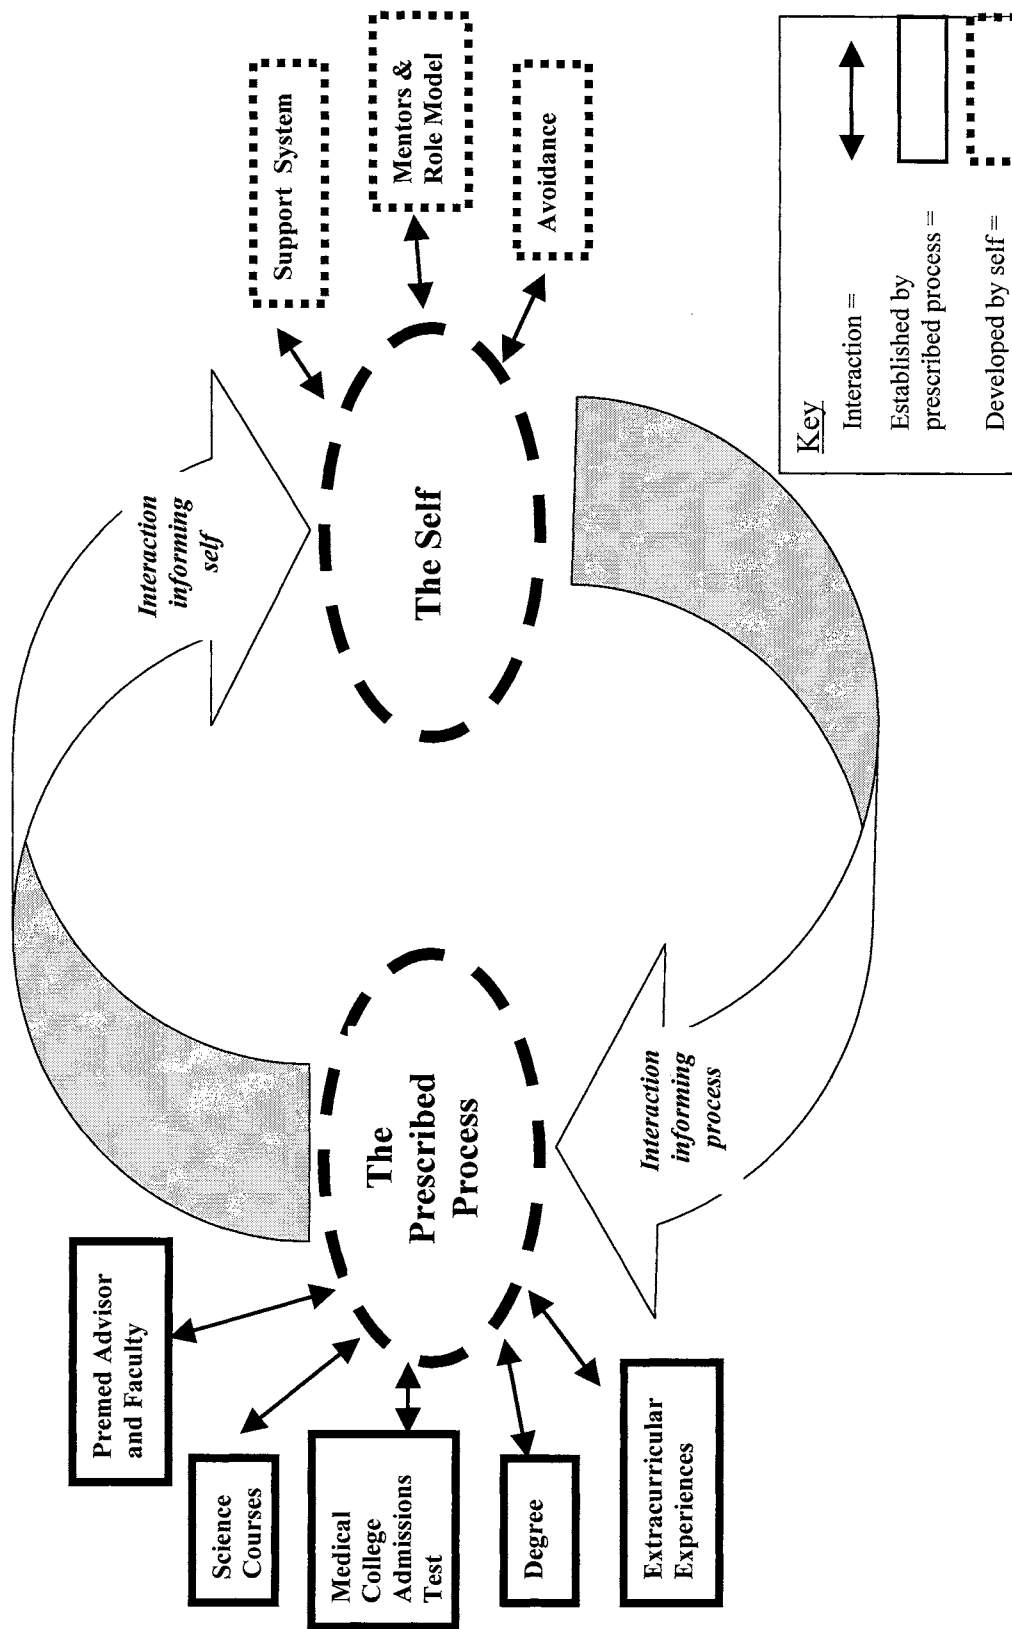 Premed Advisor
and Faculty
Science
Courses
Medical
College
Admissions
Test
Degree
Extracurricular
Experiences
The
Prescribed
Process
Interaction
informing
self
Interaction
informing
process
The Self
Support System
Mentors &
Role Model
Avoidance
Key
Interaction =
Established by
prescribed process =
Developed by self =